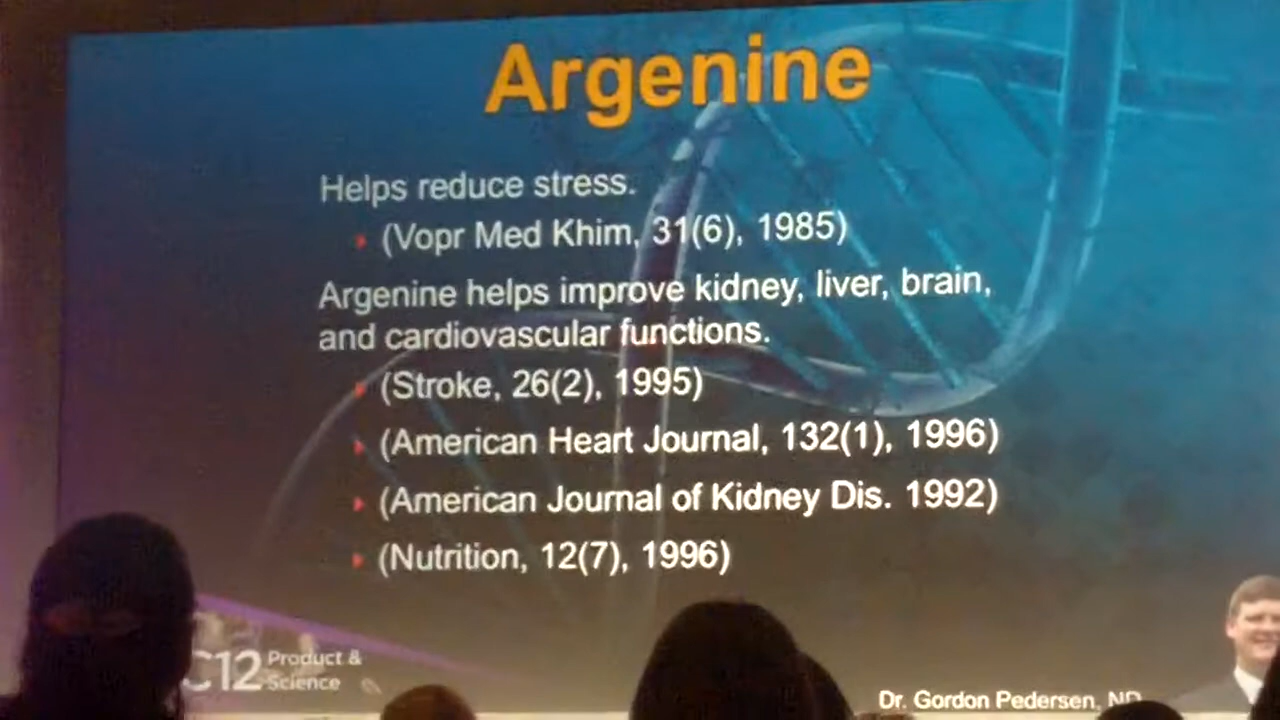 Argenine
Helps reduce stress.
(Vopr Med Khim, 31(6), 1985)
Argenine helps improve kidney, liver, brain,
and cardiovascular functions.
(Stroke, 26(2), 1995)
(American Heart Journal, 132(1), 1996)
(American Journal of Kidney Dis. 1992)
(Nutrition, 12(7), 1996)
C12 Product &
Science
Dr. Gordon Pedersen, ND